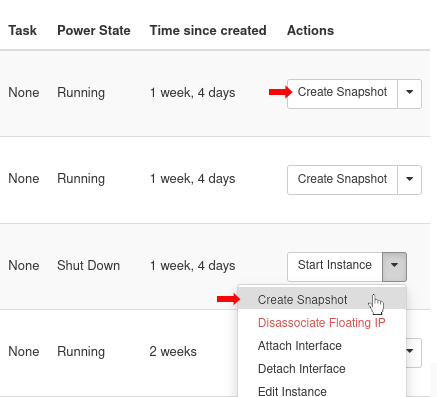 Task Power State Time since created Actions
None Running 1 week, 4 days Create Snapshot
None Running 1 week, 4 days Create Snapshot
None Shut Down 1 week, 4 days Start Instance
Create Snapshot
Disassociate Floating IP
Attach Interface
None Running 2 weeks
Detach Interface
Edit Instance